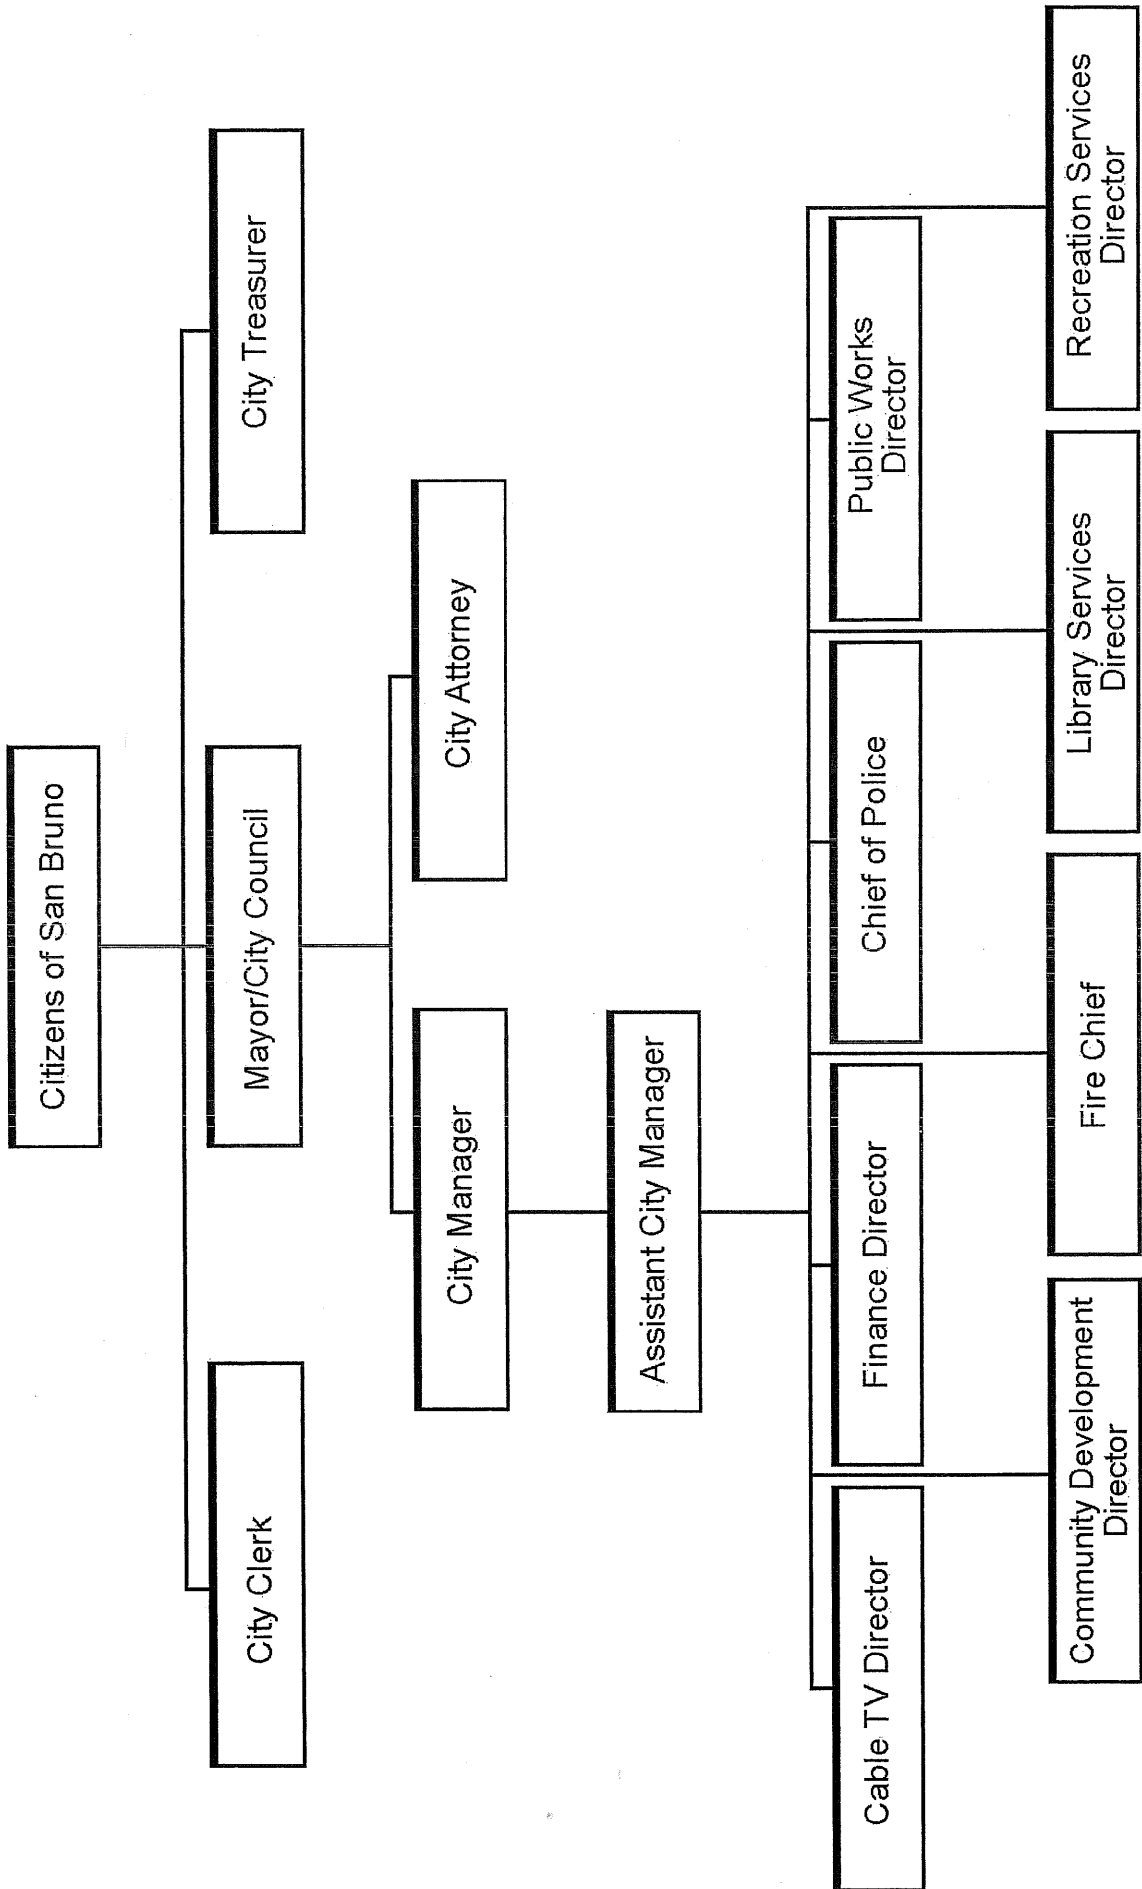 Citizens of San Bruno
City Clerk
Mayor/City Council
City Treasurer
City Manager
City Attorney
Assistant City Manager
Cable TV Director
Finance Director
Chief of Police
Public Works
Director
Community Development
Director
Fire Chief
Library Services
Director
Recreation Services
Director